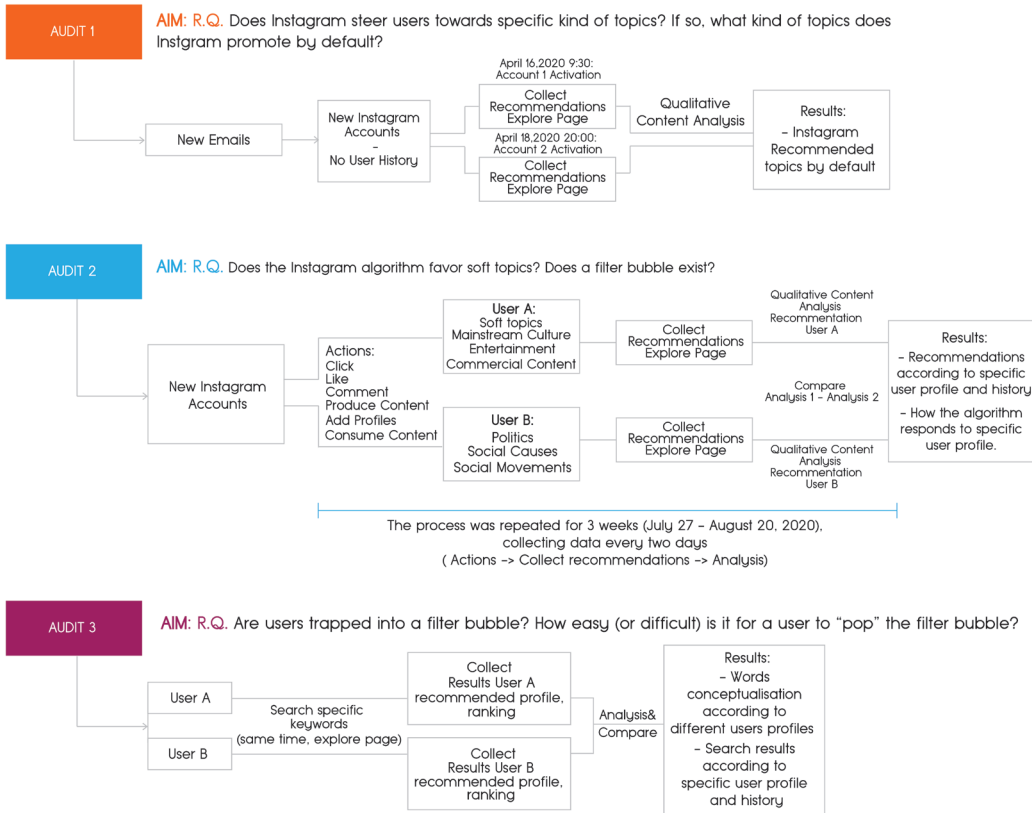 AUDIT 1
AIM: R.Q. Does Instagram steer users towards specific kind of topics? If so, what kind of topics does
Instgram promote by default?
New Emails
New Instagram
Accounts
-
No User History
April 16,2020 9:30:
Account 1 Activation
Collect
Recommendations
Explore Page
April 18,2020 20:00:
Account 2 Activation
Collect
Recommendations
Explore Page
Qualitative
Content Analysis
Results:
- Instagram
Recommended
topics by default
AUDIT 2
AIM: R.Q. Does the Instagram algorithm favor soft topics? Does a filter bubble exist?
New Instagram
Accounts
Actions:
Click
Like
Comment
Produce Content
Add Profiles
Consume Content
User A:
Soft topics
Mainstream Culture
Entertainment
Commercial Content
User B:
Politics
Social Causes
Social Movements
Collect
Recommendations
Explore Page
Collect
Recommendations
Explore Page
Qualitative Content
Analysis
Recommentation
User A
Compare
Analysis 1 - Analysis 2
Qualitative Content
Analysis
Recommentation
User B
Results:
- Recommendations
according to specific
user profile and history
- How the algorithm
responds to specific
user profile.
The process was repeated for 3 weeks (July 27 - August 20, 2020),
collecting data every two days
( Actions -> Collect recommendations -> Analysis)
AUDIT 3
AIM: R.Q. Are users trapped into a filter bubble? How easy (or difficult) is it for a user to “pop” the filter bubble?
User A
User B
Search specific
keywords
(same time, explore page)
Collect
Results User A
recommended profile,
ranking
Collect
Results User B
recommended profile,
ranking
Analysis&
Compare
Results:
- Words
conceptualisation
according to
different users profiles
- Search results
according to
specific user profile
and history